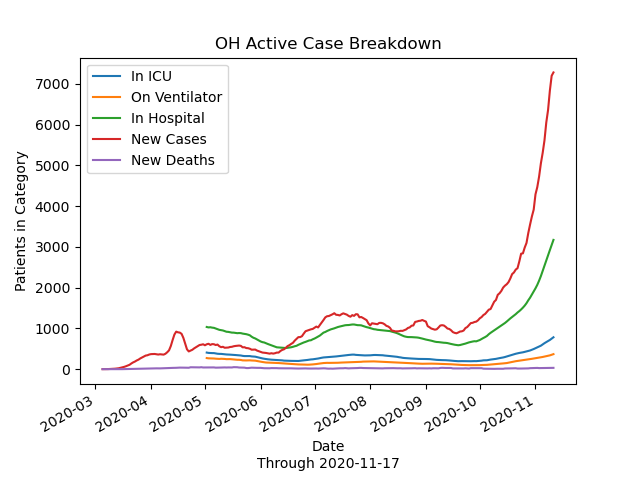 OH Active Case Breakdown
In ICU
On Ventilator
In Hospital
New Cases
New Deaths
Patients in Category
7000
6000
5000
4000
3000
2000
1000
0
2020-03
2020-04
2020-05
2020-06
2020-07
2020-08
2020-09
2020-10
2020-11
Date
Through 2020-11-17